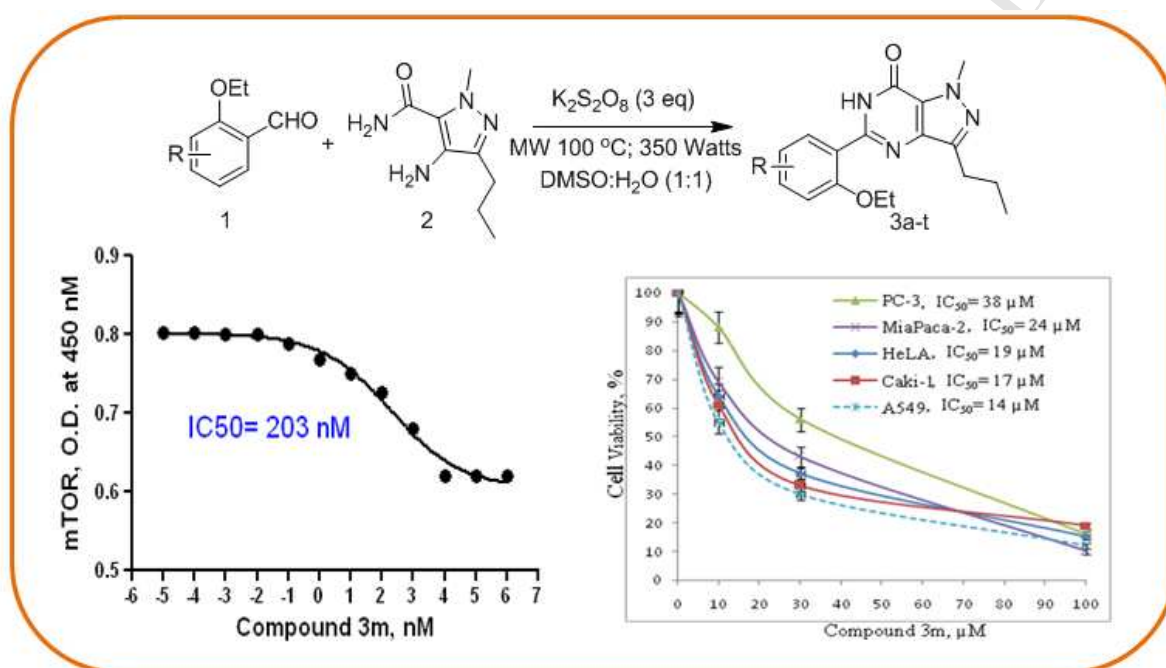 OEt
CHO
R
1
+
O
H₂N
H₂N
N
N
2
K₂S₂O₈ (3 eq)
MW 100 °C; 350 Watts
DMSO:H₂O (1:1)
O
HN
N
N
N
R
OEt
3a-t
mTOR, O.D. at 450 nM
0.9
0.8
0.7
0.6
0.5
IC50= 203 nM
-6 -5 -4 -3 -2 -1 0 1 2 3 4 5 6 7
Compound 3m, nM
Cell Viability, %
100
90
80
70
60
50
40
30
20
10
0
PC-3, IC₅₀= 38 µM
MiaPaca-2, IC₅₀= 24 µM
HeLA, IC₅₀= 19 µM
Caki-1, IC₅₀= 17 µM
A549, IC₅₀= 14 µM
0 10 20 30 40 50 60 70 80 90 100
Compound 3m, µM